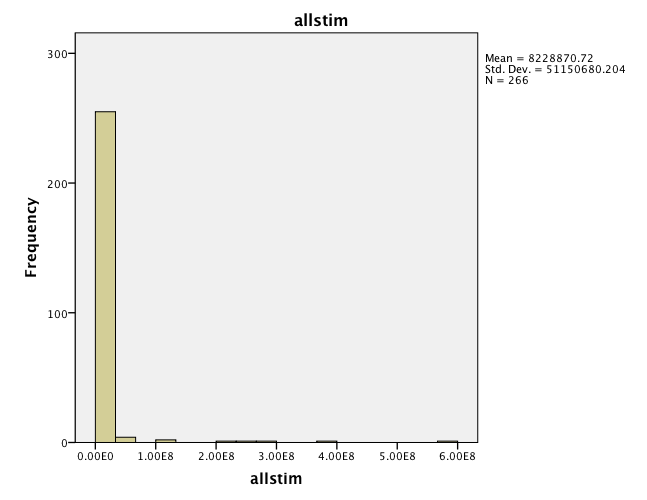 allstim
Mean = 8228870.72
Std. Dev. = 51150680.204
N = 266
300
200
100
0
Frequency
0.00E0 1.00E8 2.00E8 3.00E8 4.00E8 5.00E8 6.00E8
allstim